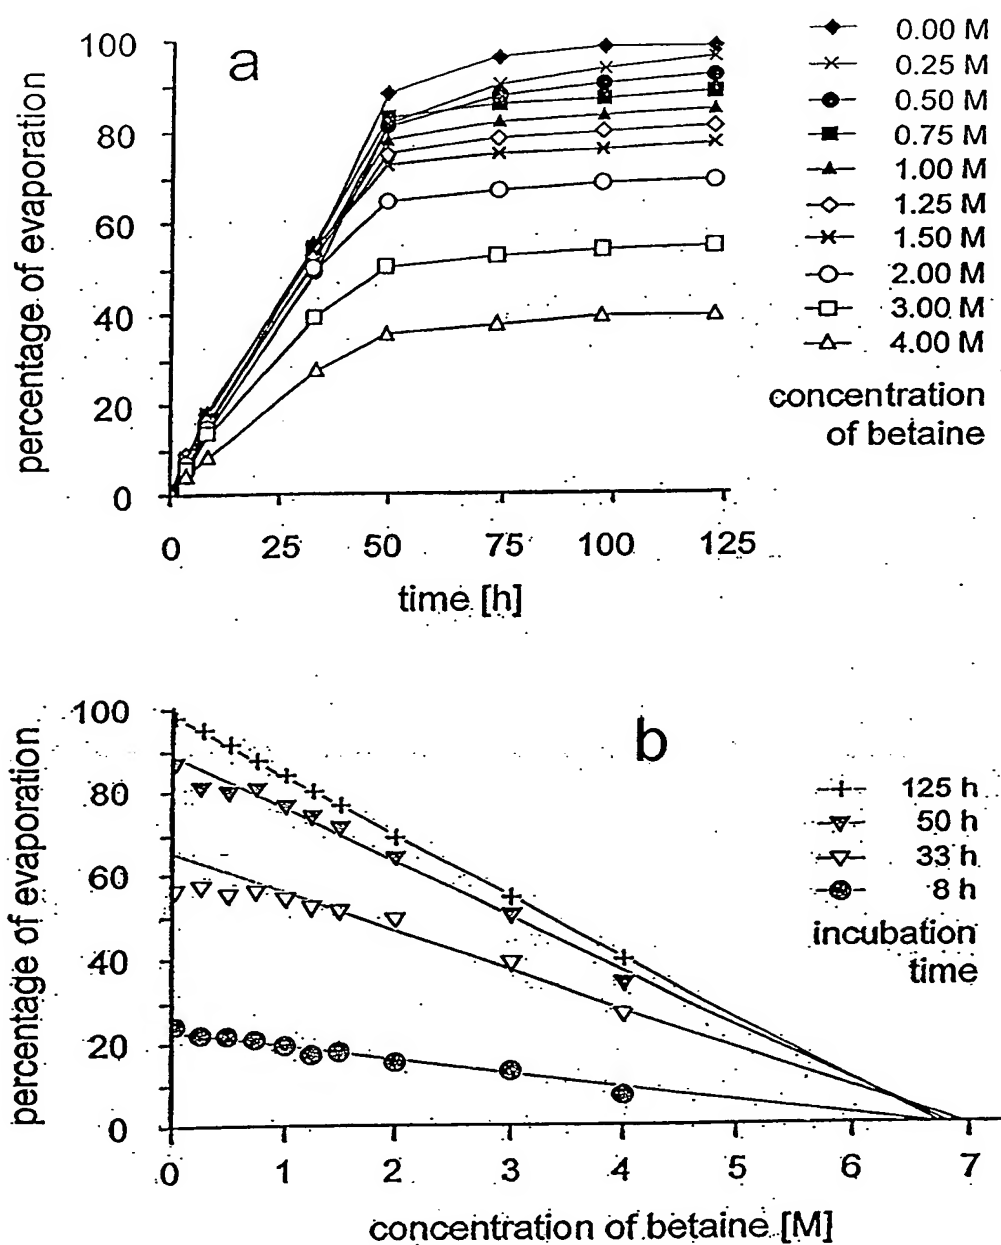 a
percentage of evaporation
100
80
60
40
20
0
0 25 50 75 100 125
time [h]
0.00 M
0.25 M
0.50 M
0.75 M
1.00 M
1.25 M
1.50 M
2.00 M
3.00 M
4.00 M
concentration
of betaine
b
percentage of evaporation
100
80
60
40
20
0
0 1 2 3 4 5 6 7
concentration of betaine [M]
125 h
50 h
33 h
8 h
incubation
time